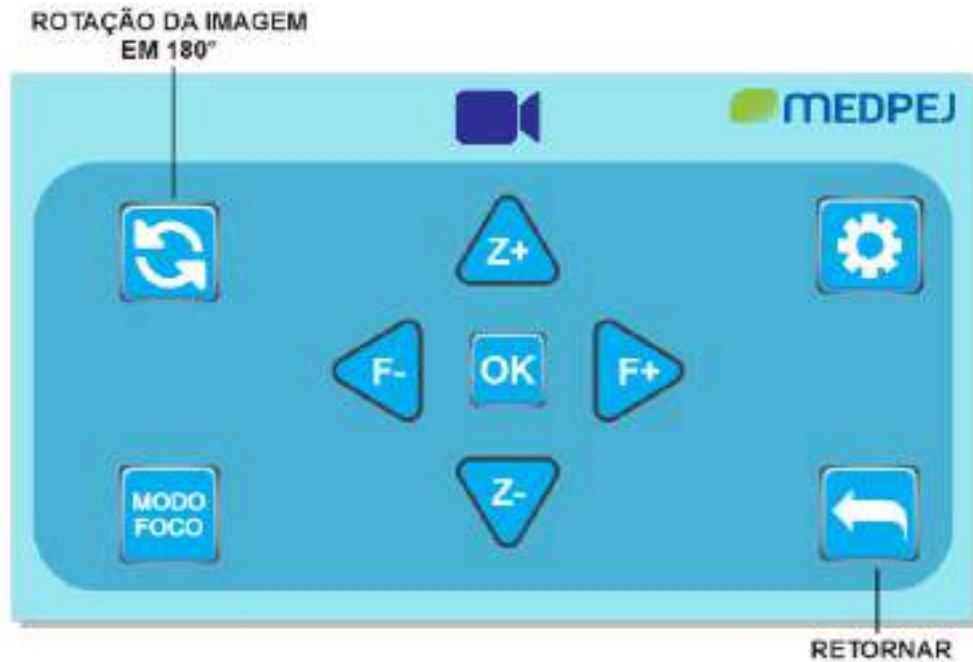 ROTAÇÃO DA IMAGEM
EM 180°
MEDPEJ
Z+
F-
OK
F+
MODO
FOCO
Z-
RETORNAR